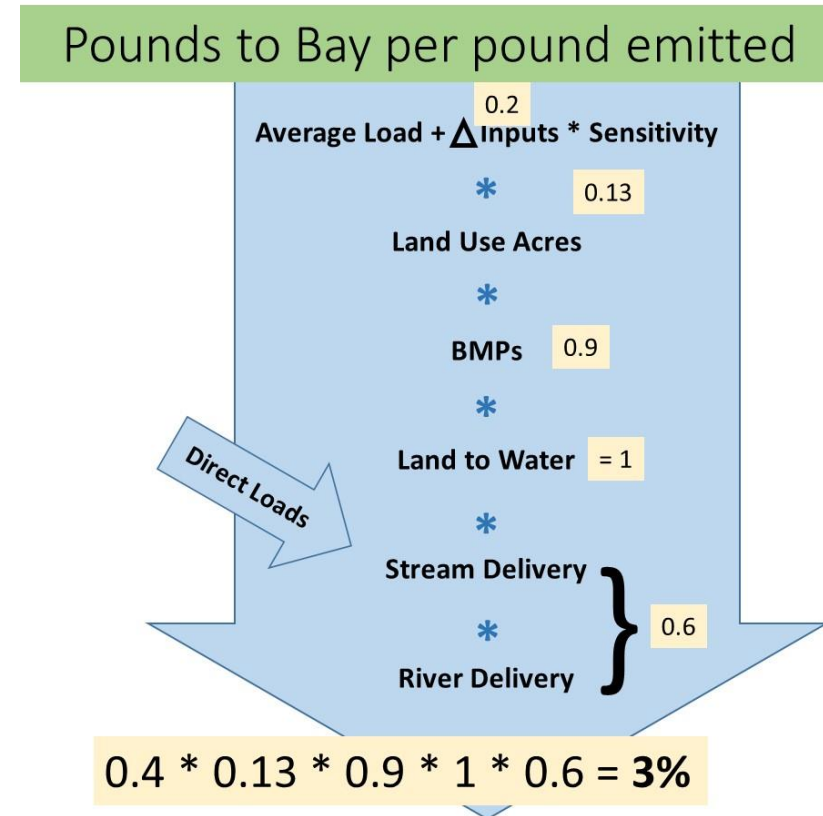 Pounds to Bay per pound emitted
0.2
Average Load + Δ Inputs * Sensitivity
* 0.13
Land Use Acres
*
BMPs 0.9
*
Land to Water = 1
Direct Loads
*
Stream Delivery
* } 0.6
River Delivery
0.4 * 0.13 * 0.9 * 1 * 0.6 = 3%